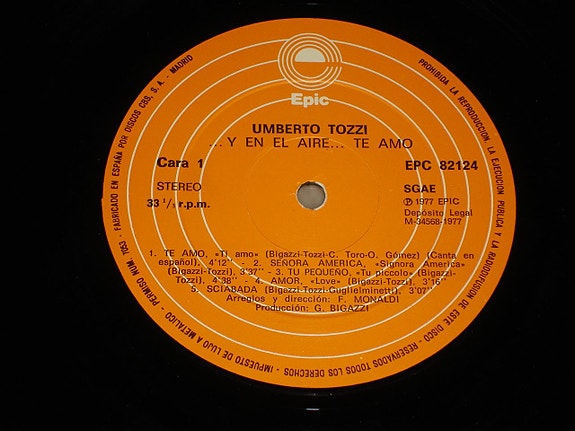 Epic
UMBERTO TOZZI
... Y EN EL AIRE... TE AMO
Cara 1
EPC 82124
STEREO
SGAE
33 1/3 r.p.m.
Ⓟ 1977 EPIC
Depósito Legal
M-34568-1977
1. TE AMO, «Ti amo» (Bigazzi-Tozzi-C. Toro-O. Gómez) (Canta en
español), 4'12" - 2. SEÑORA AMERICA, «Signora America»
(Bigazzi-Tozzi), 3'37" - 3. TU PEQUEÑO, «Tu piccolo» (Bigazzi-
Tozzi), 4'38" - 4. AMOR, «Love» (Bigazzi-Tozzi), 3'16"
5. SCIABADA (Bigazzi-Tozzi-Guglielminetti), 3'07"
Arreglos y dirección: F. MONALDI
Producción: G. BIGAZZI
PROHIBIDA LA REPRODUCCION, LA EJECUCION PUBLICA Y LA RADIODIFUSION DE ESTE DISCO - RESERVADOS TODOS LOS DERECHOS - IMPUESTO DE LUJO A METALICO - PERMISO NUM. 7053 - FABRICADO EN ESPAÑA POR DISCOS CBS, S. A. - MADRID